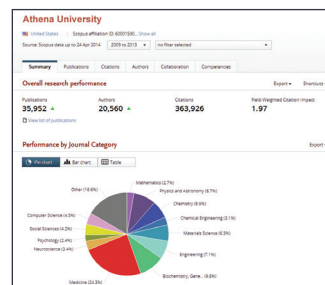 Athena University
United States | Scopus affiliation ID: 60001590... Show all
Source: Scopus data up to 24 Apr 2014 2009 to 2013 no filter selected
Summary Publications Citations Authors Collaboration Competencies
Overall research performance Export Shortcuts
Publications Authors Citations Field-Weighted Citation Impact
35,952 20,560 363,926 1.97
View list of publications
Performance by Journal Category Export
Pie chart Bar chart Table
Mathematics (2.7%)
Other (16.6%) Physics and Astronomy (8.7%)
Chemistry (6.6%)
Computer Science (4.5%) Chemical Engineering (3.1%)
Social Sciences (4.2%) Materials Science (6.3%)
Psychology (2.4%)
Neuroscience (3.4%) Engineering (7.1%)
Biochemistry, Gene... (9.8%)
Medicine (24.5%)